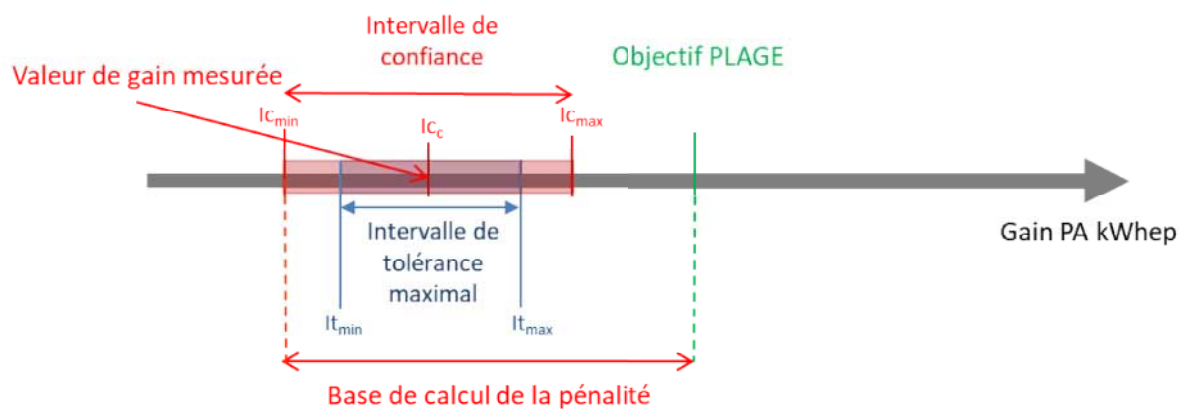 Intervalle de
confiance
Objectif PLAGE
Valeur de gain mesurée
Ic_min
Ic_c
Ic_max
Intervalle de
tolérance
maximal
Gain PA kWhep
It_min
It_max
Base de calcul de la pénalité